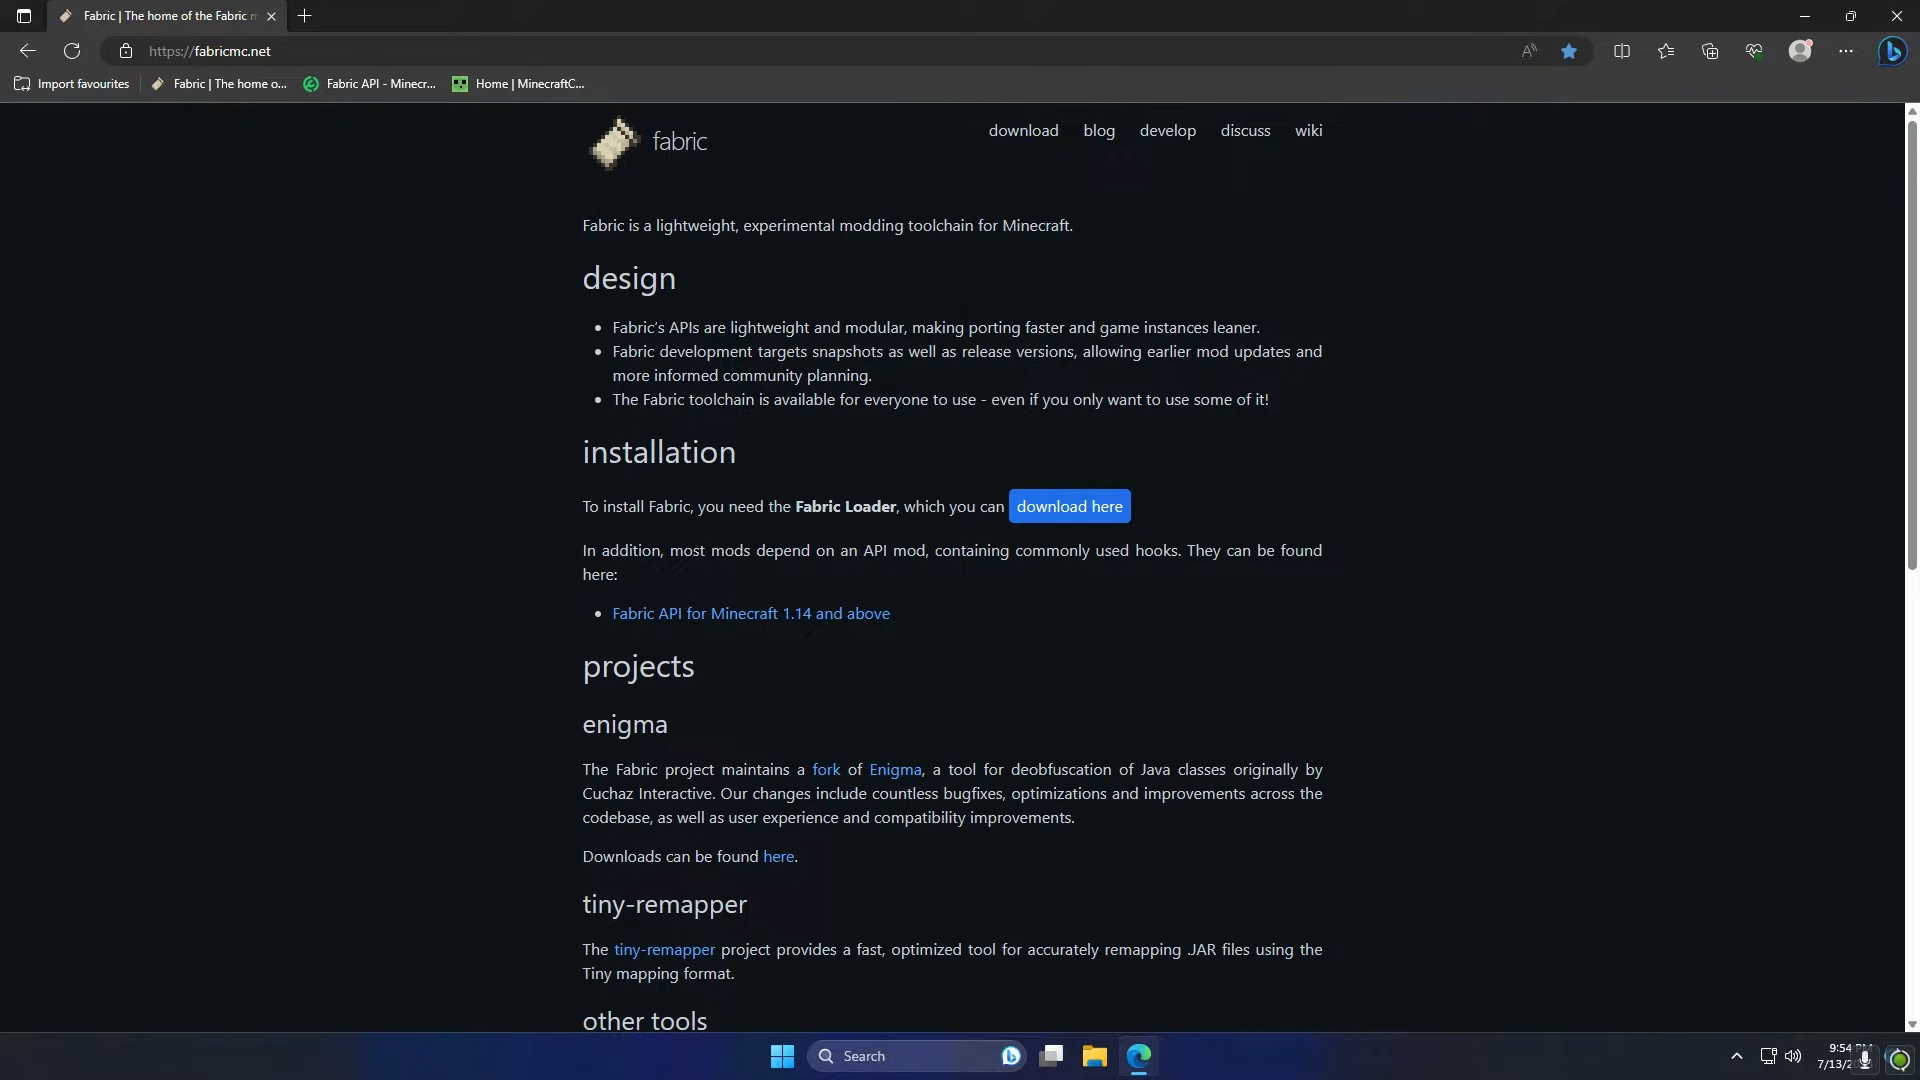 Fabric | The home of the Fabric
https://fabricmc.net
Import favourites
Fabric | The home o...
Fabric API - Minecr...
Home | MinecraftC...
fabric
download
blog
develop
discuss
wiki
Fabric is a lightweight, experimental modding toolchain for Minecraft.
design
Fabric's APIs are lightweight and modular, making porting faster and game instances leaner.
Fabric development targets snapshots as well as release versions, allowing earlier mod updates and
more informed community planning.
The Fabric toolchain is available for everyone to use - even if you only want to use some of it!
installation
To install Fabric, you need the Fabric Loader, which you can download here
In addition, most mods depend on an API mod, containing commonly used hooks. They can be found
here:
Fabric API for Minecraft 1.14 and above
projects
enigma
The Fabric project maintains a fork of Enigma, a tool for deobfuscation of Java classes originally by
Cuchaz Interactive. Our changes include countless bugfixes, optimizations and improvements across the
codebase, as well as user experience and compatibility improvements.
Downloads can be found here.
tiny-remapper
The tiny-remapper project provides a fast, optimized tool for accurately remapping .JAR files using the
Tiny mapping format.
other tools
Search
9:54 PM
7/13/2